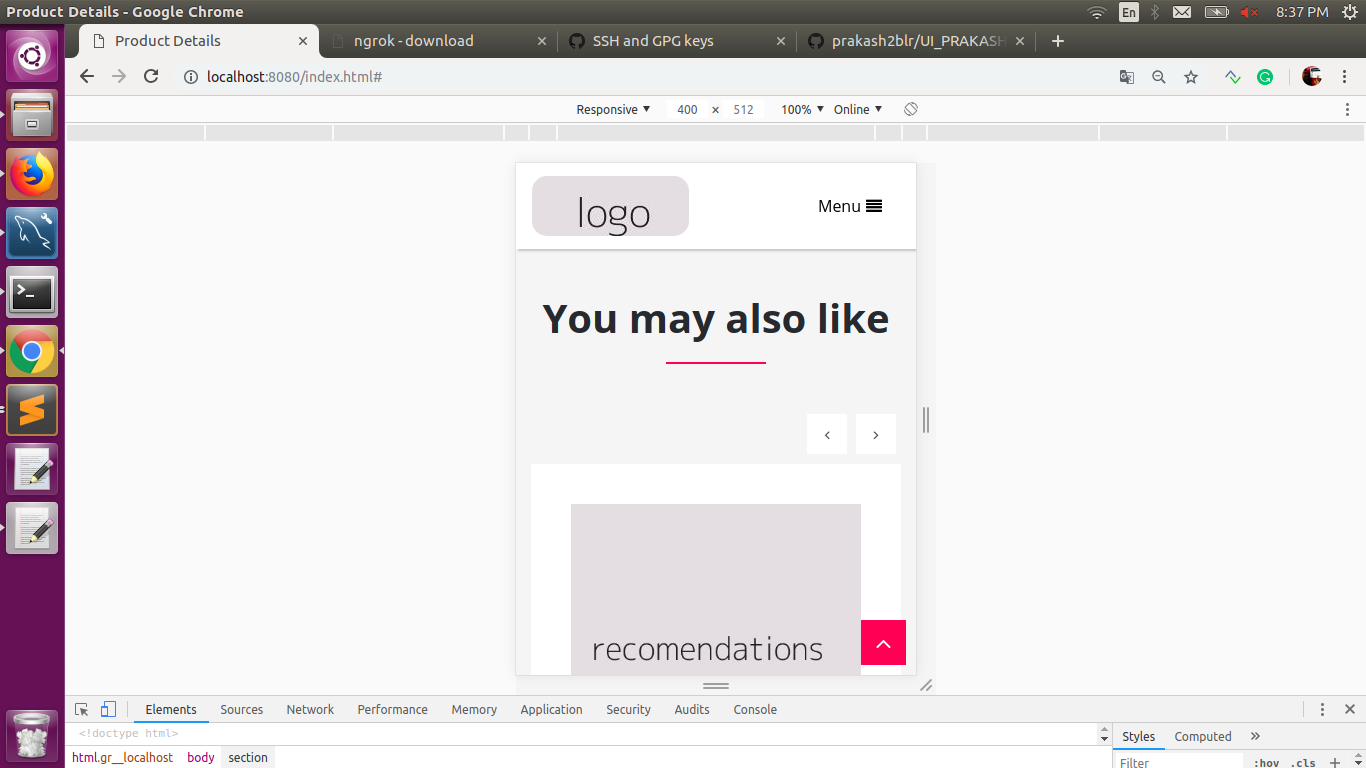 Product Details - Google Chrome
En
8:37 PM
Product Details
ngrok - download
SSH and GPG keys
prakash2blr/UI_PRAKASH
localhost:8080/index.html#
Responsive 400 × 512 100% Online
logo
Menu
You may also like
recomendations
Elements Sources Network Performance Memory Application Security Audits Console
<!doctype html>
Styles Computed »
html.gr__localhost body section
Filter :hov .cls +